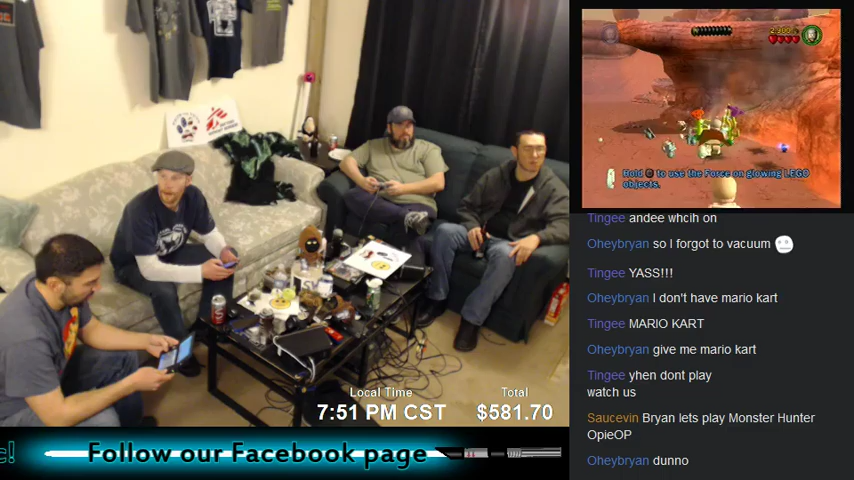 2,900
Hold to use the Force on glowing LEGO
objects.
Tingee andee whcih on
Oheybryan so I forgot to vacuum
Tingee YASS!!!
Oheybryan I don't have mario kart
Tingee MARIO KART
Oheybryan give me mario kart
Tingee yhen dont play
watch us
Saucevin Bryan lets play Monster Hunter
OpieOP
Oheybryan dunno
Local Time
7:51 PM CST
Total
$581.70
c!
Follow our Facebook page